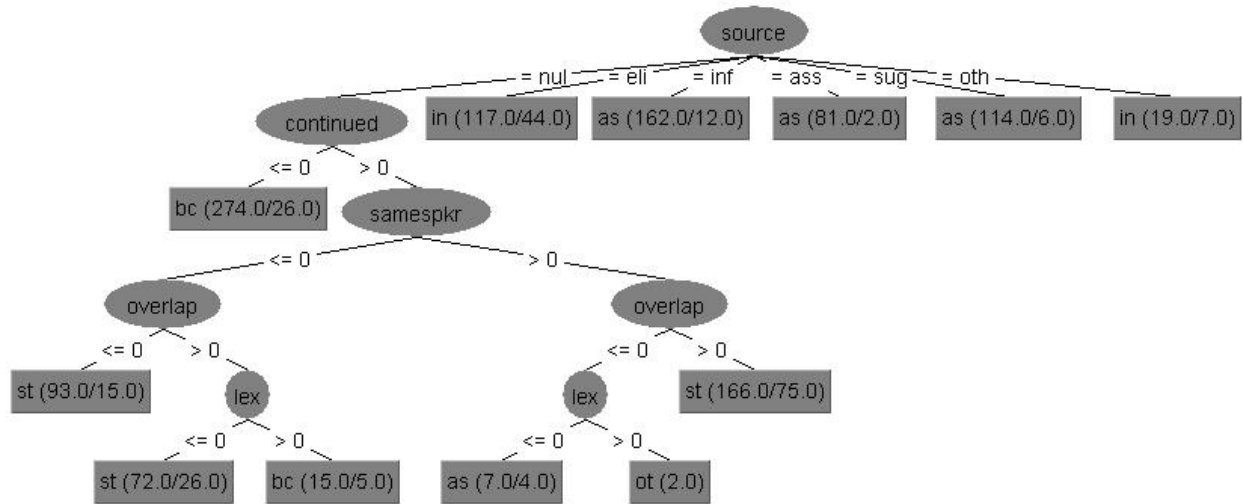 source
= nul = eli = inf = ass = sug = oth
continued in (117.0/44.0) as (162.0/12.0) as (81.0/2.0) as (114.0/6.0) in (19.0/7.0)
<= 0 > 0
bc (274.0/26.0) samespkr
<= 0 > 0
overlap overlap
<= 0 > 0 <= 0 > 0
st (93.0/15.0) lex lex st (166.0/75.0)
<= 0 > 0 <= 0 > 0
st (72.0/26.0) bc (15.0/5.0) as (7.0/4.0) ot (2.0)